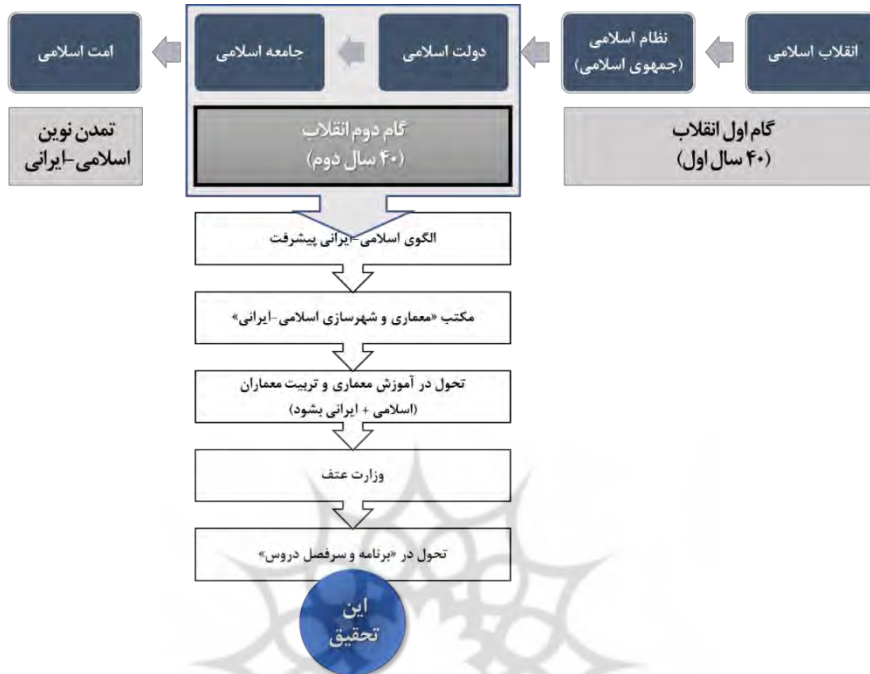 انقلاب اسلامی
نظام اسلامی
(جمهوی اسلامی)
دولت اسلامی
جامعه اسلامی
امت اسلامی
گام اول انقلاب
(۴۰ سال اول)
گام دوم انقلاب
(۴۰ سال دوم)
تمدن نوین
اسلامی-ایرانی
الگوی اسلامی-ایرانی پیشرفت
مکتب «معماری و شهرسازی اسلامی-ایرانی»
تحول در آموزش معماری و تربیت معماران
(اسلامی + ایرانی بشود)
وزارت عتف
تحول در «برنامه و سرفصل دروس»
این
تحقیق